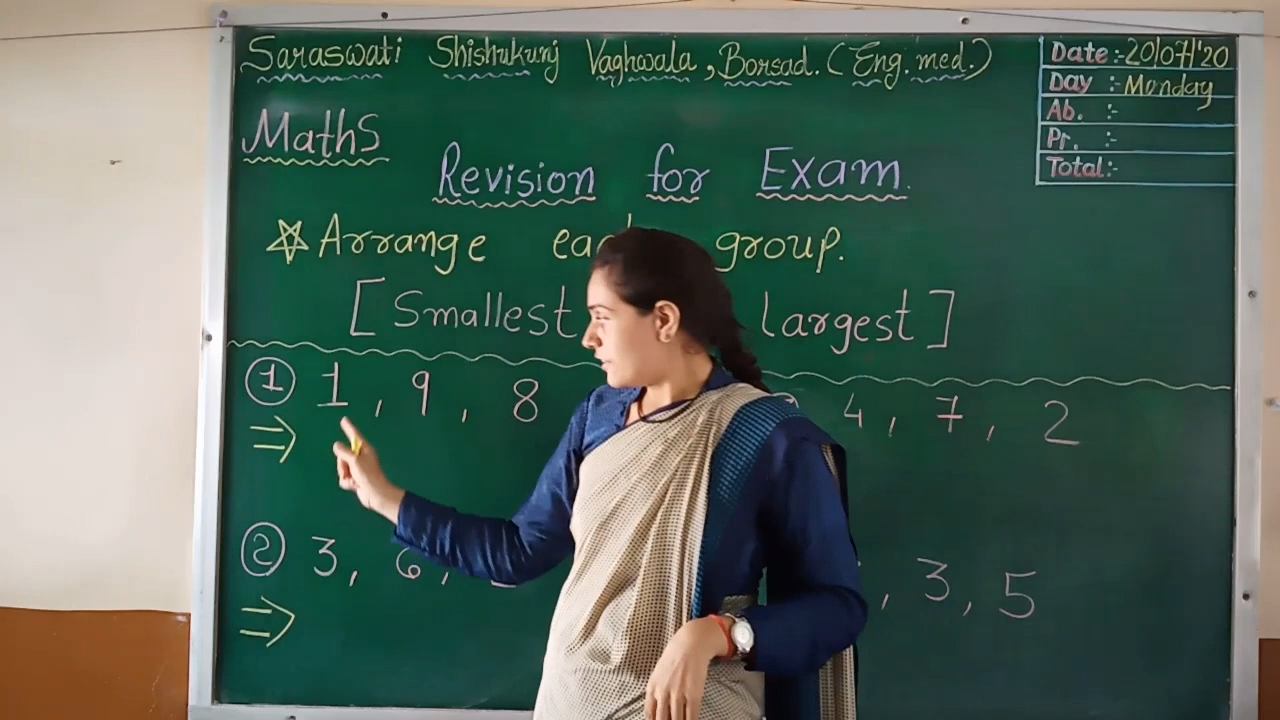 Saraswati Shishukunj Vaghwala, Borsad. (Eng. med.)
Date :- 20/07/'20
Day :- Monday
Ab. :-
Pr. :-
Total:-
Maths
Revision for Exam.
☆ Arrange group.
[Smallest largest]
① 1, 9, 8 4, 7, 2
⇒
② 3, 6, , 3, 5
⇒